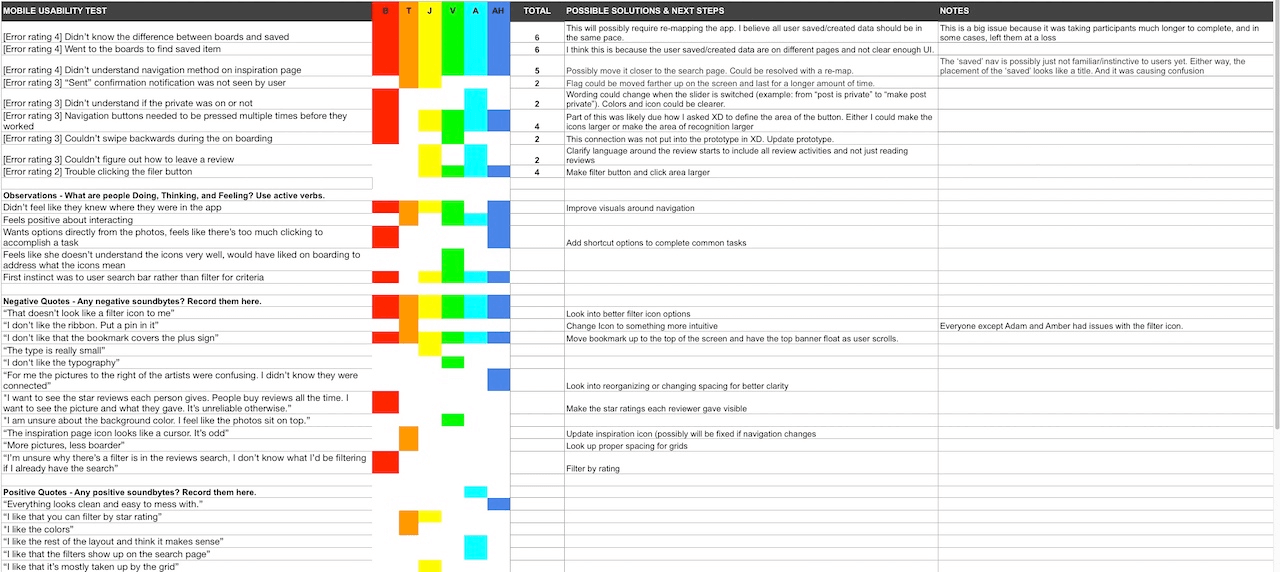 MOBILE USABILITY TEST B T J V A AH TOTAL POSSIBLE SOLUTIONS & NEXT STEPS NOTES
[Error rating 4] Didn't know the difference between boards and saved
6
This will possibly require re-mapping the app. I believe all user saved/created data should be in
the same pace.
This is a big issue because it was taking participants much longer to complete, and in
some cases, left them at a loss
[Error rating 4] Went to the boards to find saved item
6
I think this is because the user saved/created data are on different pages and not clear enough UI.
[Error rating 4] Didn't understand navigation method on inspiration page
5
Possibly move it closer to the search page. Could be resolved with a re-map.
The 'saved' nav is possibly just not familiar/instinctive to users yet. Either way, the
placement of the 'saved' looks like a title. And it was causing confusion
[Error rating 3] "Sent" confirmation notification was not seen by user
2
Flag could be moved farther up on the screen and last for a longer amount of time.
[Error rating 3] Didn't understand if the private was on or not
2
Wording could change when the slider is switched (example: from "post is private" to "make post
private"). Colors and icon could be clearer.
[Error rating 3] Navigation buttons needed to be pressed multiple times before they
worked
4
Part of this was likely due how I asked XD to define the area of the button. Either I could make the
icons larger or make the area of recognition larger
[Error rating 3] Couldn't swipe backwards during the on boarding
2
This connection was not put into the prototype in XD. Update prototype.
[Error rating 3] Couldn't figure out how to leave a review
2
Clarify language around the review starts to include all review activities and not just reading
reviews
[Error rating 2] Trouble clicking the filer button
4
Make filter button and click area larger
Observations - What are people Doing, Thinking, and Feeling? Use active verbs.
Didn't feel like they knew where they were in the app
Improve visuals around navigation
Feels positive about interacting
Wants options directly from the photos, feels like there's too much clicking to
accomplish a task
Add shortcut options to complete common tasks
Feels like she doesn't understand the icons very well, would have liked on boarding to
address what the icons mean
First instinct was to user search bar rather than filter for criteria
Negative Quotes - Any negative soundbytes? Record them here.
"That doesn't look like a filter icon to me"
Look into better filter icon options
"I don't like the ribbon. Put a pin in it"
Change Icon to something more intuitive
Everyone except Adam and Amber had issues with the filter icon.
"I don't like that the bookmark covers the plus sign"
Move bookmark up to the top of the screen and have the top banner float as user scrolls.
"The type is really small"
"I don't like the typography"
"For me the pictures to the right of the artists were confusing. I didn't know they were
connected"
Look into reorganizing or changing spacing for better clarity
"I want to see the star reviews each person gives. People buy reviews all the time. I
want to see the picture and what they gave. It's unreliable otherwise."
Make the star ratings each reviewer gave visible
"I am unsure about the background color. I feel like the photos sit on top."
"The inspiration page icon looks like a cursor. It's odd"
Update inspiration icon (possibly will be fixed if navigation changes
"More pictures, less boarder"
Look up proper spacing for grids
"I'm unsure why there's a filter is in the reviews search, I don't know what I'd be filtering
if I already have the search"
Filter by rating
Positive Quotes - Any positive soundbytes? Record them here.
"Everything looks clean and easy to mess with."
"I like that you can filter by star rating"
"I like the colors"
"I like the rest of the layout and think it makes sense"
"I like that the filters show up on the search page"
"I like that it's mostly taken up by the grid"